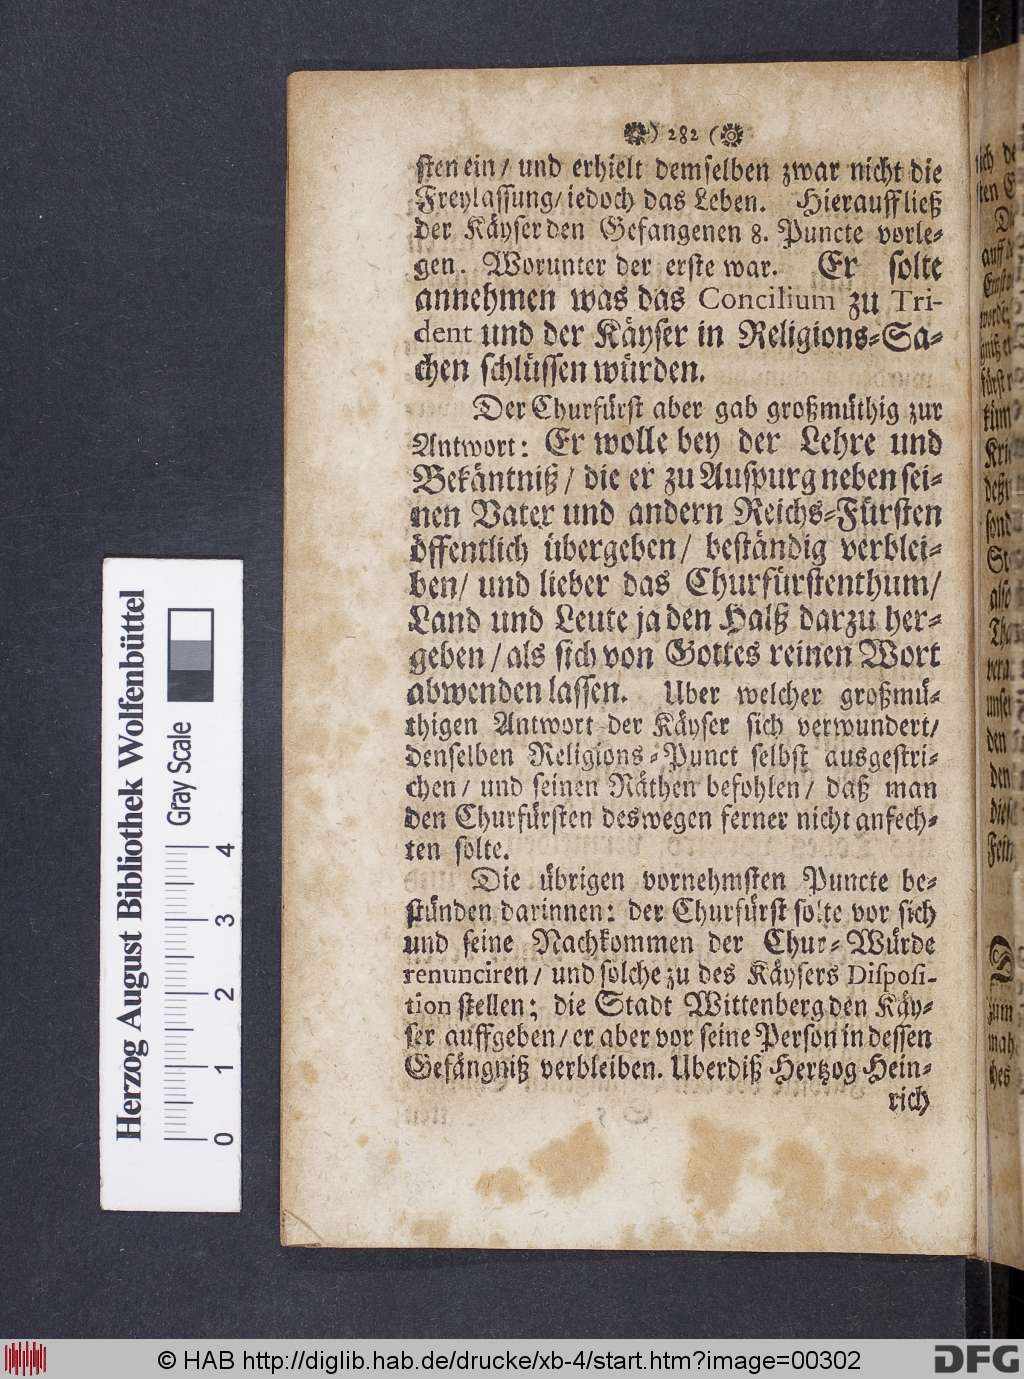 ) 282 (
sten ein/ und erhielt demselben zwar nicht die
Freylassung/ iedoch das Leben. Hierauff ließ
der Käyser den Gefangenen 8. Puncte vorle-
gen. Worunter der erste war. Er solte
annehmen was das Concilium zu Tri-
dent und der Käyser in Religions-Sa-
chen schlüssen würden.
Der Churfürst aber gab großmüthig zur
Antwort: Er wolle bey der Lehre und
Bekäntniß/ die er zu Auspurg neben sei-
nen Vater und andern Reichs-Fürsten
öffentlich übergeben/ beständig verblei-
ben/ und lieber das Churfürstenthum/
Land und Leute ja den Halß darzu her-
geben/ als sich von Gottes reinen Wort
abwenden lassen. Uber welcher großmü-
thigen Antwort der Käyser sich verwundert/
denselben Religions-Punct selbst ausgestri-
chen/ und seinen Räthen befohlen/ daß man
den Churfürsten deswegen ferner nicht anfech-
ten solte.
Die übrigen vornehmsten Puncte be-
stünden darinnen: der Churfürst solte vor sich
und seine Nachkommen der Chur-Würde
renunciren/ und solche zu des Käysers Disposi-
tion stellen; die Stadt Wittenberg den Käy-
ser auffgeben/ er aber vor seine Person in dessen
Gefängniß verbleiben. Uberdiß Hertzog Hein-
rich
Herzog August Bibliothek Wolfenbüttel
Gray Scale
0 1 2 3 4
© HAB http://diglib.hab.de/drucke/xb-4/start.htm?image=00302
DFG